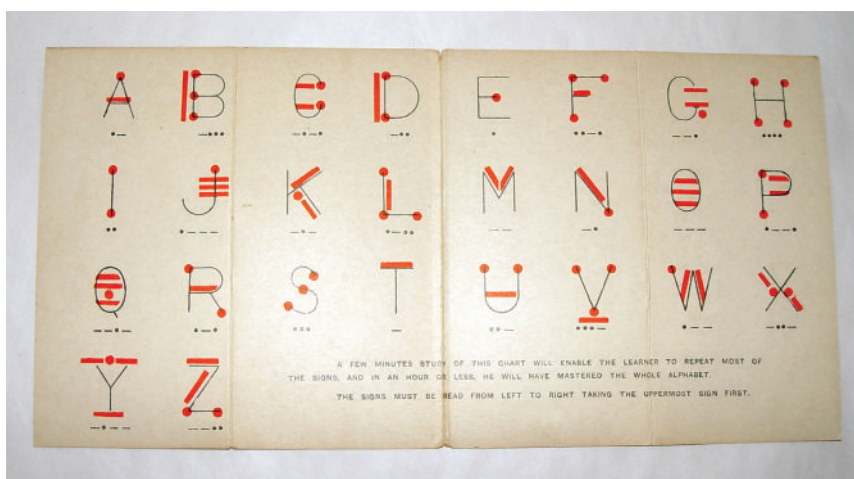 A B C D E F G H
•— —••• —•—• —•• • ••—• ——• ••••
I J K L M N O P
•• •——— —•— •—•• —— —• ——— •——•
Q R S T U V W X
——•— •—• ••• — ••— •••— •—— —••—
Y Z
—•—— ——••
A FEW MINUTES STUDY OF THIS CHART WILL ENABLE THE LEARNER TO REPEAT MOST OF
THE SIGNS, AND IN AN HOUR OR LESS, HE WILL HAVE MASTERED THE WHOLE ALPHABET.
THE SIGNS MUST BE READ FROM LEFT TO RIGHT TAKING THE UPPERMOST SIGN FIRST.